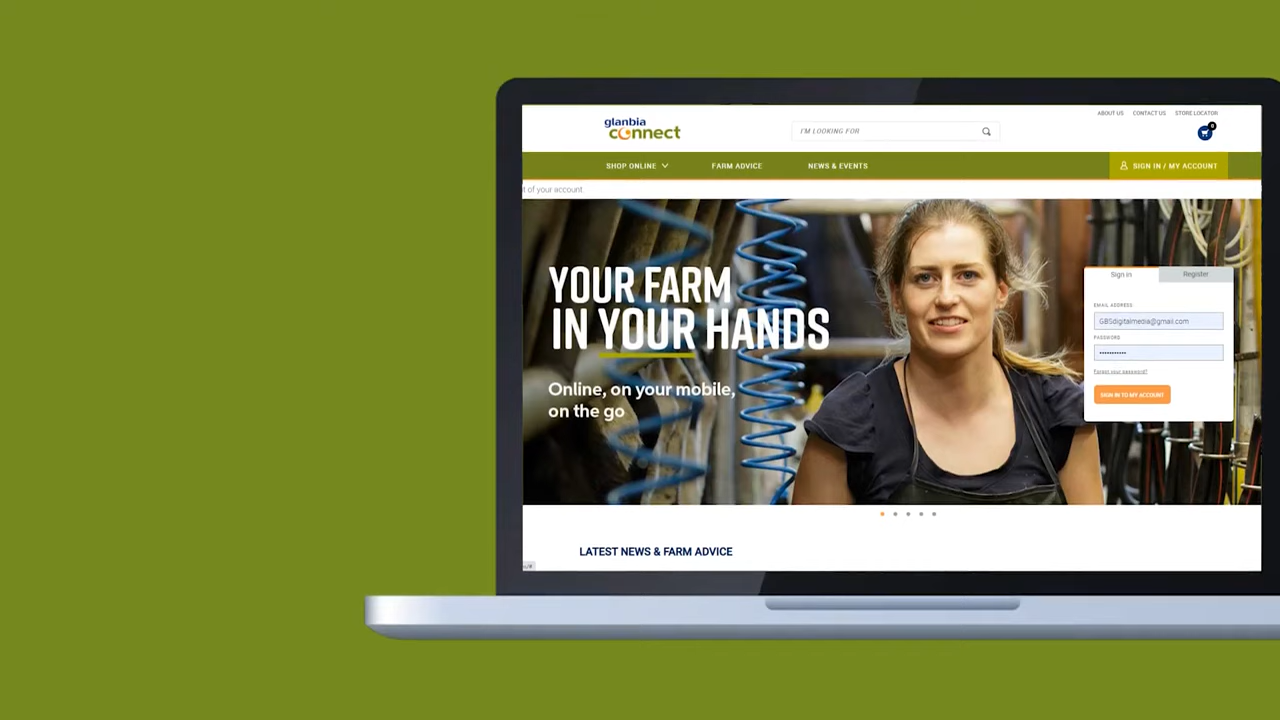 ABOUT US CONTACT US STORE LOCATOR
glanbia
connect
I'M LOOKING FOR
0
SHOP ONLINE FARM ADVICE NEWS & EVENTS SIGN IN / MY ACCOUNT
t of your account.
YOUR FARM
IN YOUR HANDS
Online, on your mobile,
on the go
Sign in Register
EMAIL ADDRESS
GBSdigitalmedia@gmail.com
PASSWORD
Forgot your password?
SIGN IN TO MY ACCOUNT
LATEST NEWS & FARM ADVICE